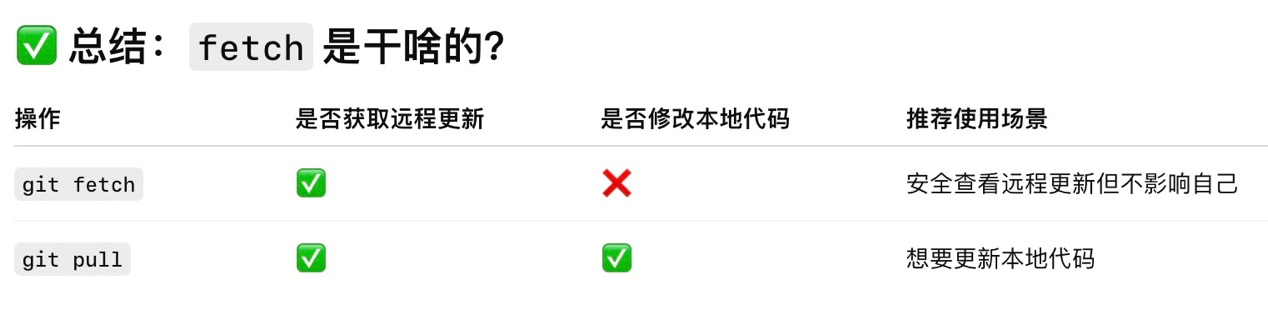 ✅ 总结：fetch 是干啥的？
操作 是否获取远程更新 是否修改本地代码 推荐使用场景
git fetch ✅ ❌ 安全查看远程更新但不影响自己
git pull ✅ ✅ 想要更新本地代码